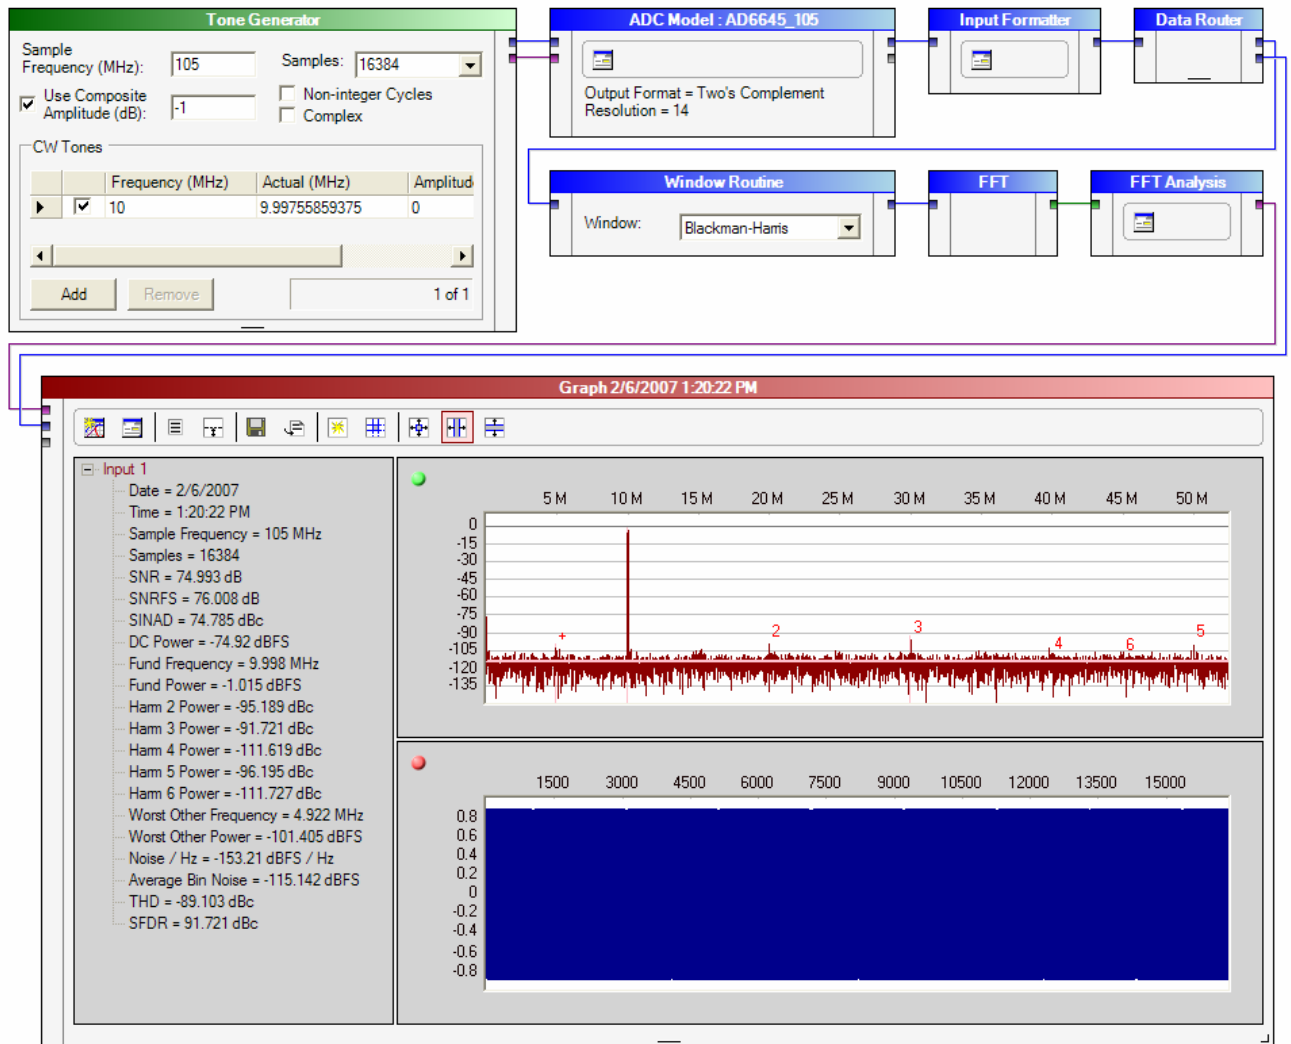 Tone Generator
Sample
Frequency (MHz): 105
Samples: 16384
Use Composite
Amplitude (dB): -1
Non-integer Cycles
Complex
CW Tones
Frequency (MHz) Actual (MHz) Amplitud
10 9.99755859375 0
Add Remove 1 of 1
ADC Model : AD6645_105
Output Format = Two's Complement
Resolution = 14
Input Formatter
Data Router
Window Routine
Window: Blackman-Harris
FFT
FFT Analysis
Graph 2/6/2007 1:20:22 PM
Input 1
Date = 2/6/2007
Time = 1:20:22 PM
Sample Frequency = 105 MHz
Samples = 16384
SNR = 74.993 dB
SNRFS = 76.008 dB
SINAD = 74.785 dBc
DC Power = -74.92 dBFS
Fund Frequency = 9.998 MHz
Fund Power = -1.015 dBFS
Harm 2 Power = -95.189 dBc
Harm 3 Power = -91.721 dBc
Harm 4 Power = -111.619 dBc
Harm 5 Power = -96.195 dBc
Harm 6 Power = -111.727 dBc
Worst Other Frequency = 4.922 MHz
Worst Other Power = -101.405 dBFS
Noise / Hz = -153.21 dBFS / Hz
Average Bin Noise = -115.142 dBFS
THD = -89.103 dBc
SFDR = 91.721 dBc
5 M 10 M 15 M 20 M 25 M 30 M 35 M 40 M 45 M 50 M
0
-15
-30
-45
-60
-75
-90
-105
-120
-135
+ 2 3 4 6 5
1500 3000 4500 6000 7500 9000 10500 12000 13500 15000
0.8
0.6
0.4
0.2
0
-0.2
-0.4
-0.6
-0.8